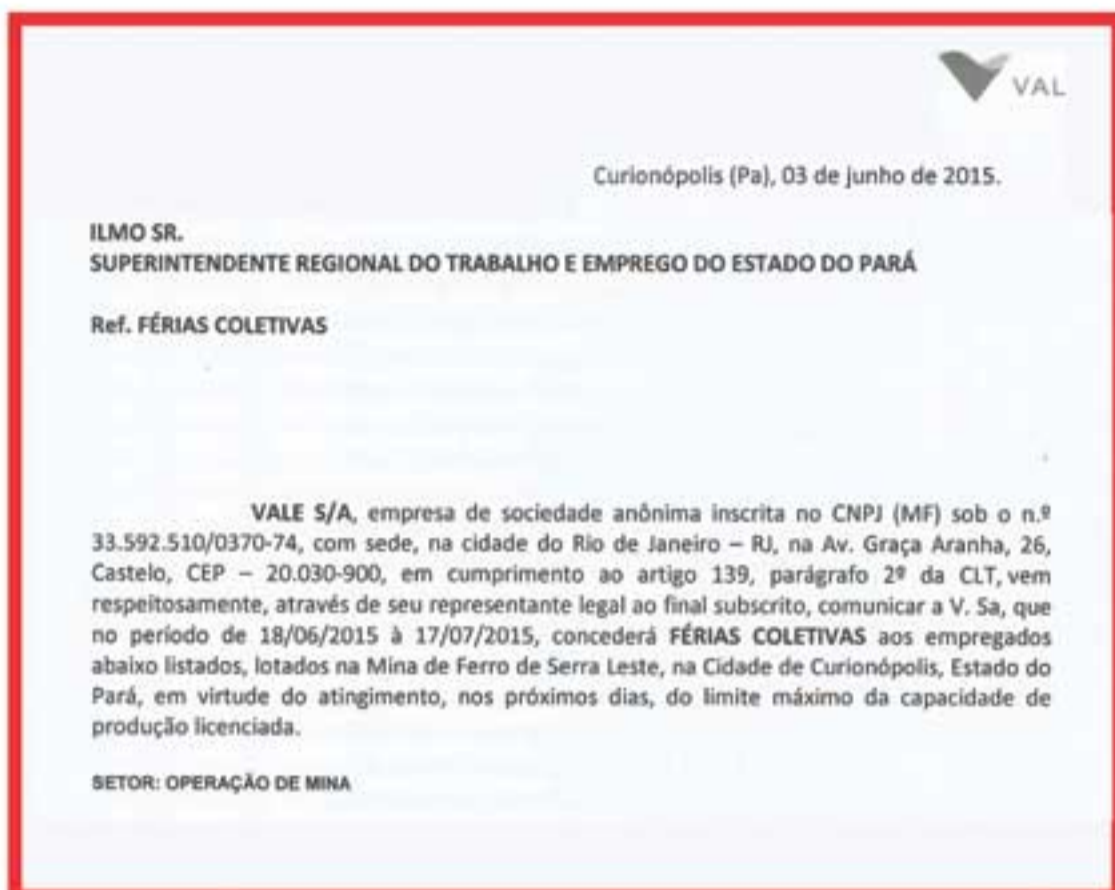 VAL
Curionópolis (Pa), 03 de junho de 2015.
ILMO SR.
SUPERINTENDENTE REGIONAL DO TRABALHO E EMPREGO DO ESTADO DO PARÁ
Ref. FÉRIAS COLETIVAS
VALE S/A, empresa de sociedade anônima inscrita no CNPJ (MF) sob o n.º
33.592.510/0370-74, com sede, na cidade do Rio de Janeiro – RJ, na Av. Graça Aranha, 26,
Castelo, CEP – 20.030-900, em cumprimento ao artigo 139, parágrafo 2º da CLT, vem
respeitosamente, através de seu representante legal ao final subscrito, comunicar a V. Sa, que
no período de 18/06/2015 à 17/07/2015, concederá FÉRIAS COLETIVAS aos empregados
abaixo listados, lotados na Mina de Ferro de Serra Leste, na Cidade de Curionópolis, Estado do
Pará, em virtude do atingimento, nos próximos dias, do limite máximo da capacidade de
produção licenciada.
SETOR: OPERAÇÃO DE MINA